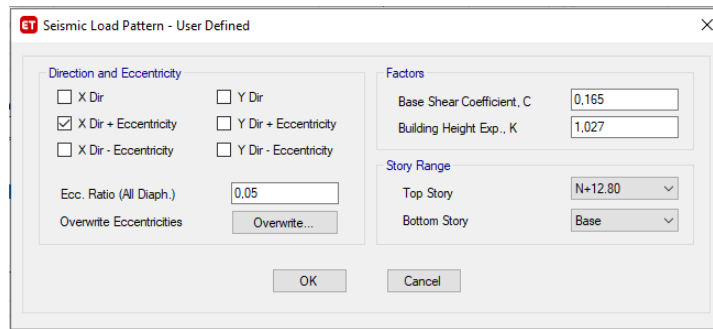 ET Seismic Load Pattern - User Defined
Direction and Eccentricity
X Dir
Y Dir
X Dir + Eccentricity
Y Dir + Eccentricity
X Dir - Eccentricity
Y Dir - Eccentricity
Ecc. Ratio (All Diaph.)
0,05
Overwrite Eccentricities
Overwrite...
Factors
Base Shear Coefficient, C
0,165
Building Height Exp., K
1,027
Story Range
Top Story
N+12.80
Bottom Story
Base
OK
Cancel